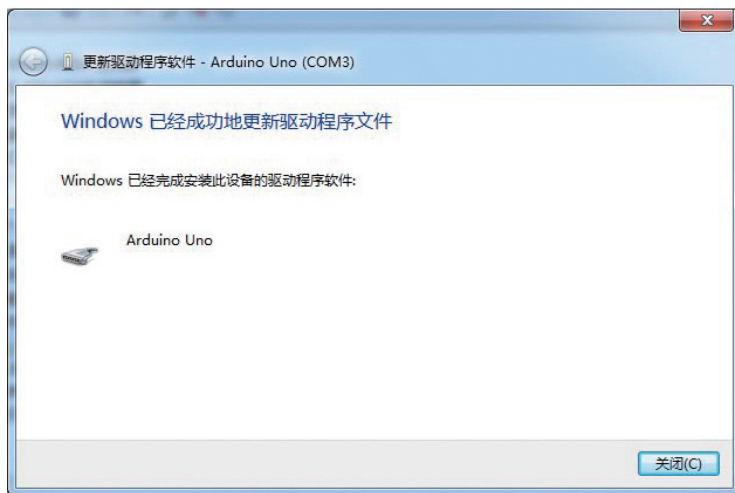 更新驱动程序软件 - Arduino Uno (COM3)
Windows 已经成功地更新驱动程序文件
Windows 已经完成安装此设备的驱动程序软件:
Arduino Uno
关闭(C)